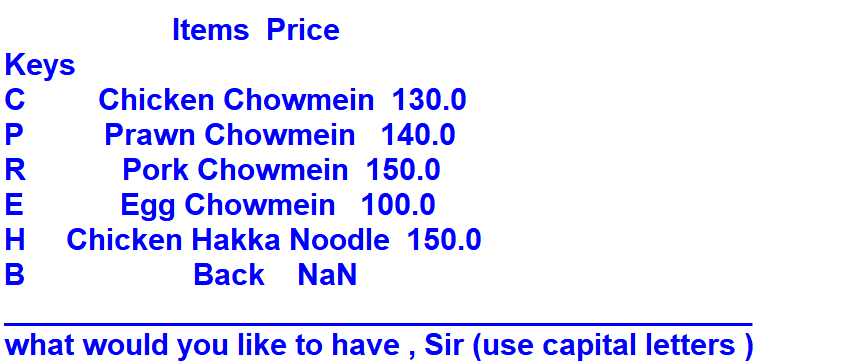 Items Price
Keys
C Chicken Chowmein 130.0
P Prawn Chowmein 140.0
R Pork Chowmein 150.0
E Egg Chowmein 100.0
H Chicken Hakka Noodle 150.0
B Back NaN
what would you like to have , Sir (use capital letters )